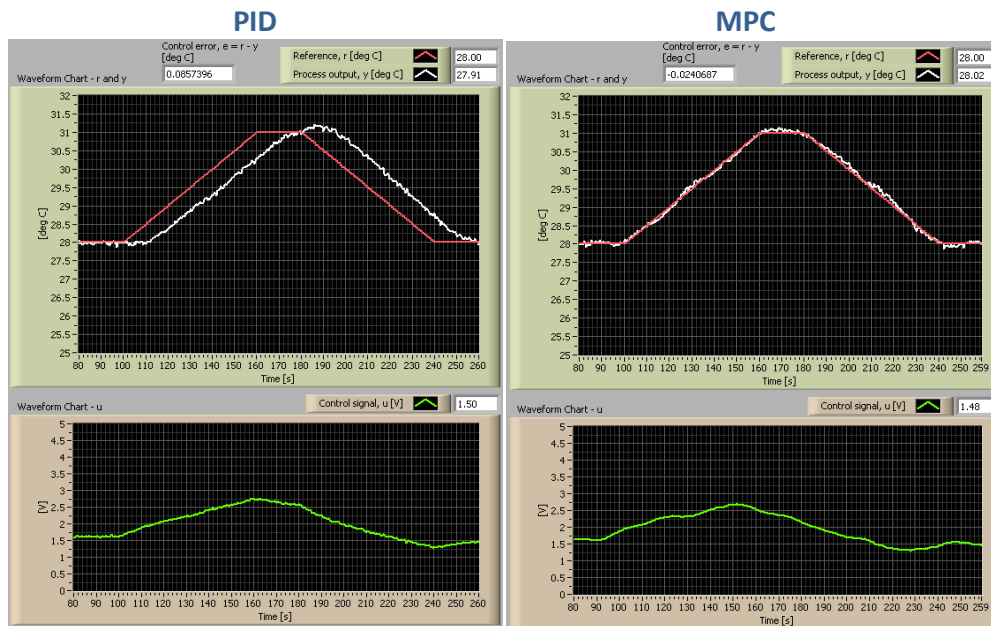 PID
Control error, e = r - y
[deg C]
0.0857396
Reference, r [deg C]
28.00
Process output, y [deg C]
27.91
Waveform Chart - r and y
32
31.5
31
30.5
30
29.5
29
28.5
28
27.5
27
26.5
26
25.5
25
[deg C]
80 90 100 110 120 130 140 150 160 170 180 190 200 210 220 230 240 250 260
Time [s]
Waveform Chart - u
Control signal, u [V]
1.50
5
4.5
4
3.5
3
2.5
2
1.5
1
0.5
0
[V]
80 90 100 110 120 130 140 150 160 170 180 190 200 210 220 230 240 250 260
Time [s]
MPC
Control error, e = r - y
[deg C]
-0.0240687
Reference, r [deg C]
28.00
Process output, y [deg C]
28.02
Waveform Chart - r and y
32
31.5
31
30.5
30
29.5
29
28.5
28
27.5
27
26.5
26
25.5
25
[deg C]
80 90 100 110 120 130 140 150 160 170 180 190 200 210 220 230 240 250 259
Time [s]
Waveform Chart - u
Control signal, u [V]
1.48
5
4.5
4
3.5
3
2.5
2
1.5
1
0.5
0
[V]
80 90 100 110 120 130 140 150 160 170 180 190 200 210 220 230 240 250 259
Time [s]